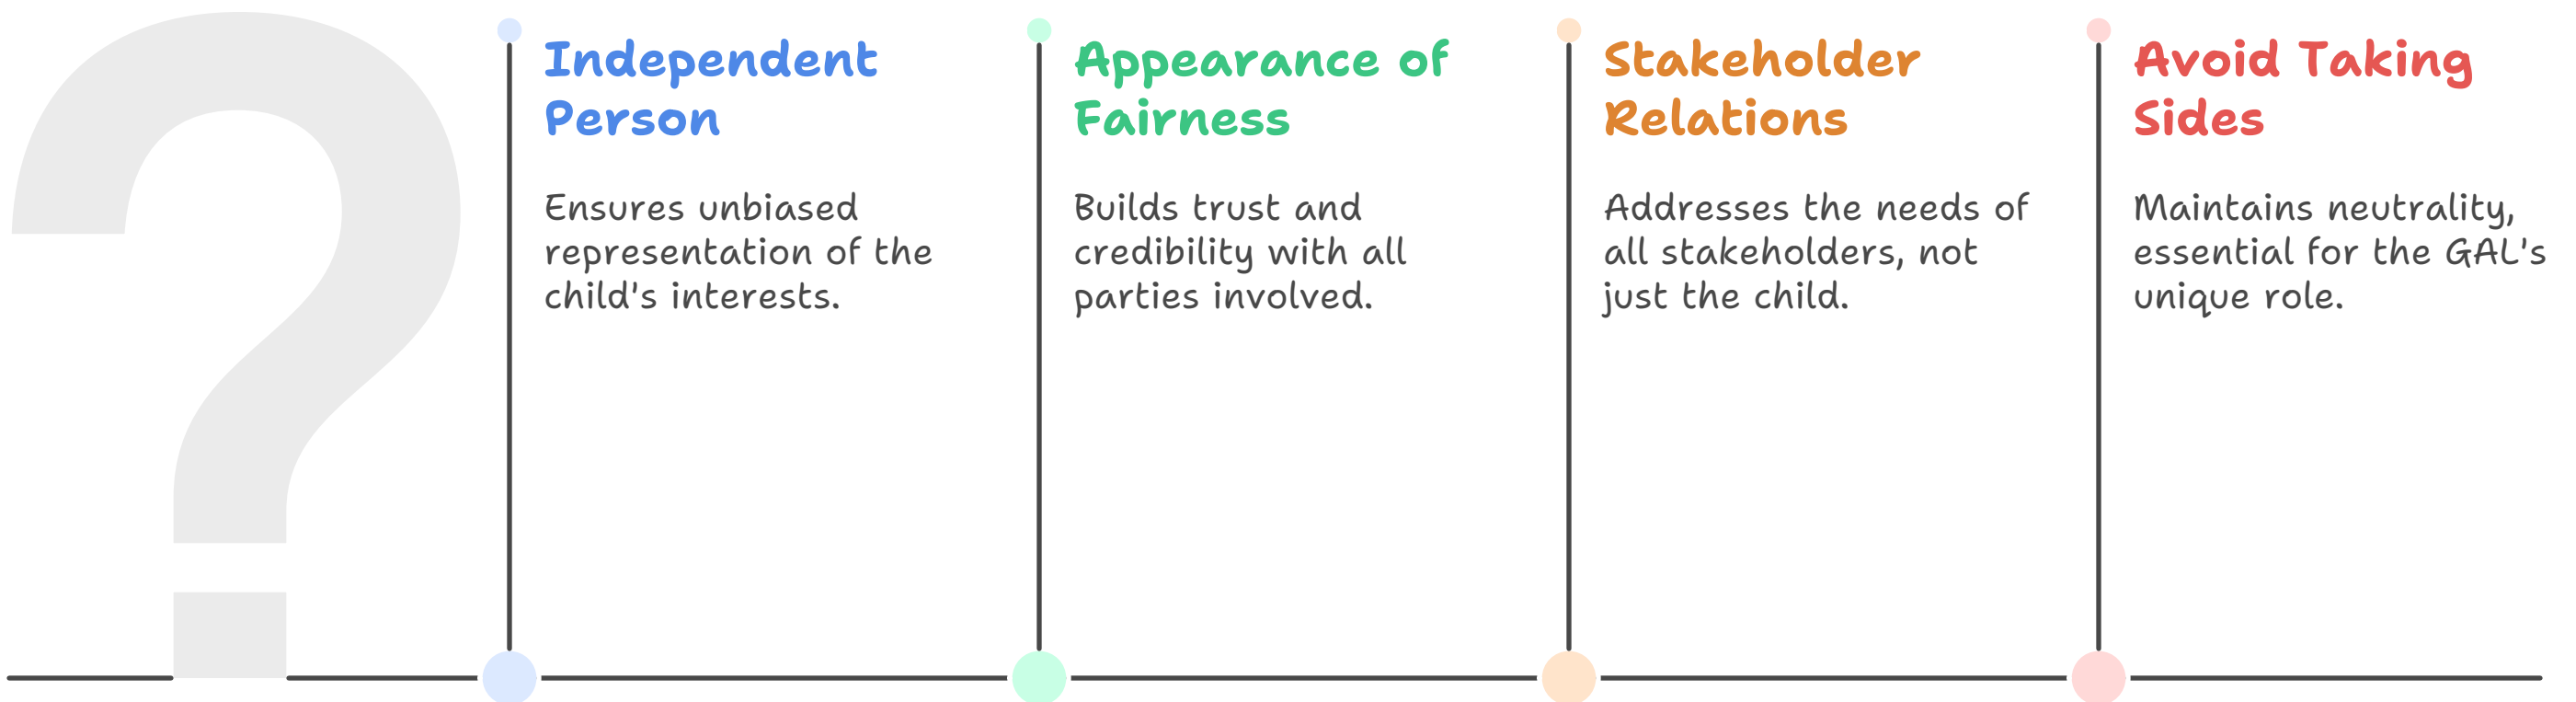 ?
Independent
Person
Ensures unbiased
representation of the
child's interests.
Appearance of
Fairness
Builds trust and
credibility with all
parties involved.
Stakeholder
Relations
Addresses the needs of
all stakeholders, not
just the child.
Avoid Taking
Sides
Maintains neutrality,
essential for the GAL's
unique role.